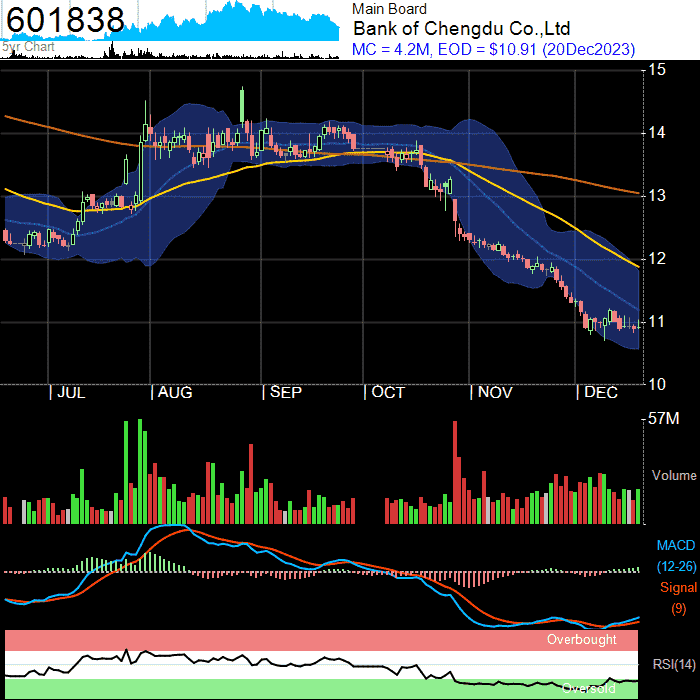 601838
5yr Chart
Main Board
Bank of Chengdu Co.,Ltd
MC = 4.2M, EOD = $10.91 (20Dec2023)
15
14
13
12
11
10
| JUL | AUG | SEP | OCT | NOV | DEC
57M
Volume
MACD
(12-26)
Signal
(9)
Overbought
RSI(14)
Oversold